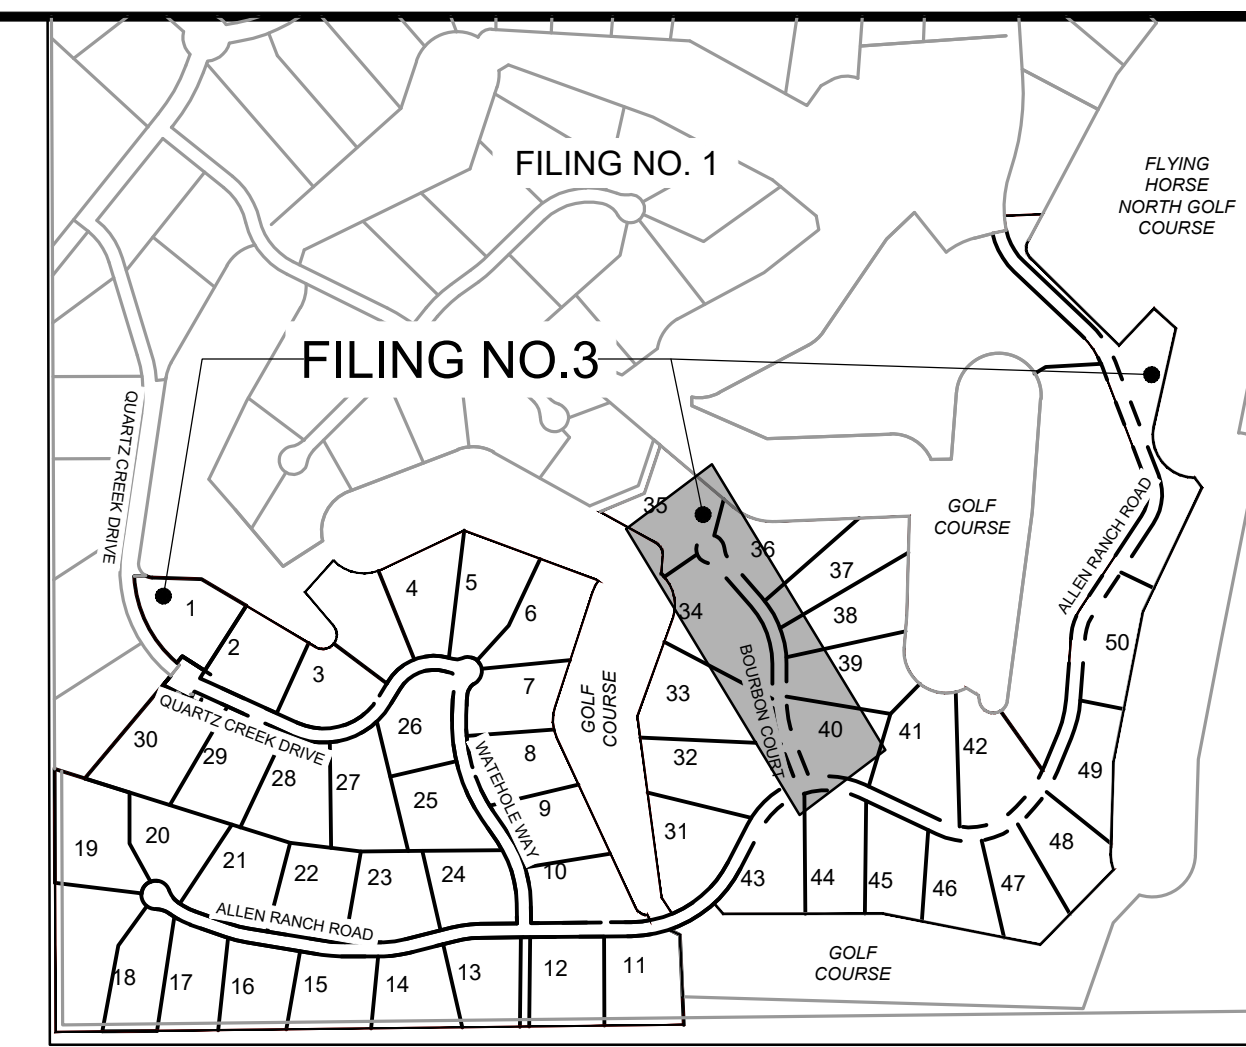 FILING NO. 1
FLYING
HORSE
NORTH GOLF
COURSE
FILING NO.3
QUARTZ CREEK DRIVE
35
GOLF
COURSE
ALLEN RANCH ROAD
36
37
4
5
6
1
2
3
34
38
39
50
BOURBON COURT
7
33
GOLF
COURSE
QUARTZ CREEK DRIVE
26
40
41
42
30
29
28
27
25
WATEHOLE WAY
8
32
49
9
31
19
20
21
22
23
24
10
43
44
45
46
47
48
ALLEN RANCH ROAD
GOLF
COURSE
18
17
16
15
14
13
12
11